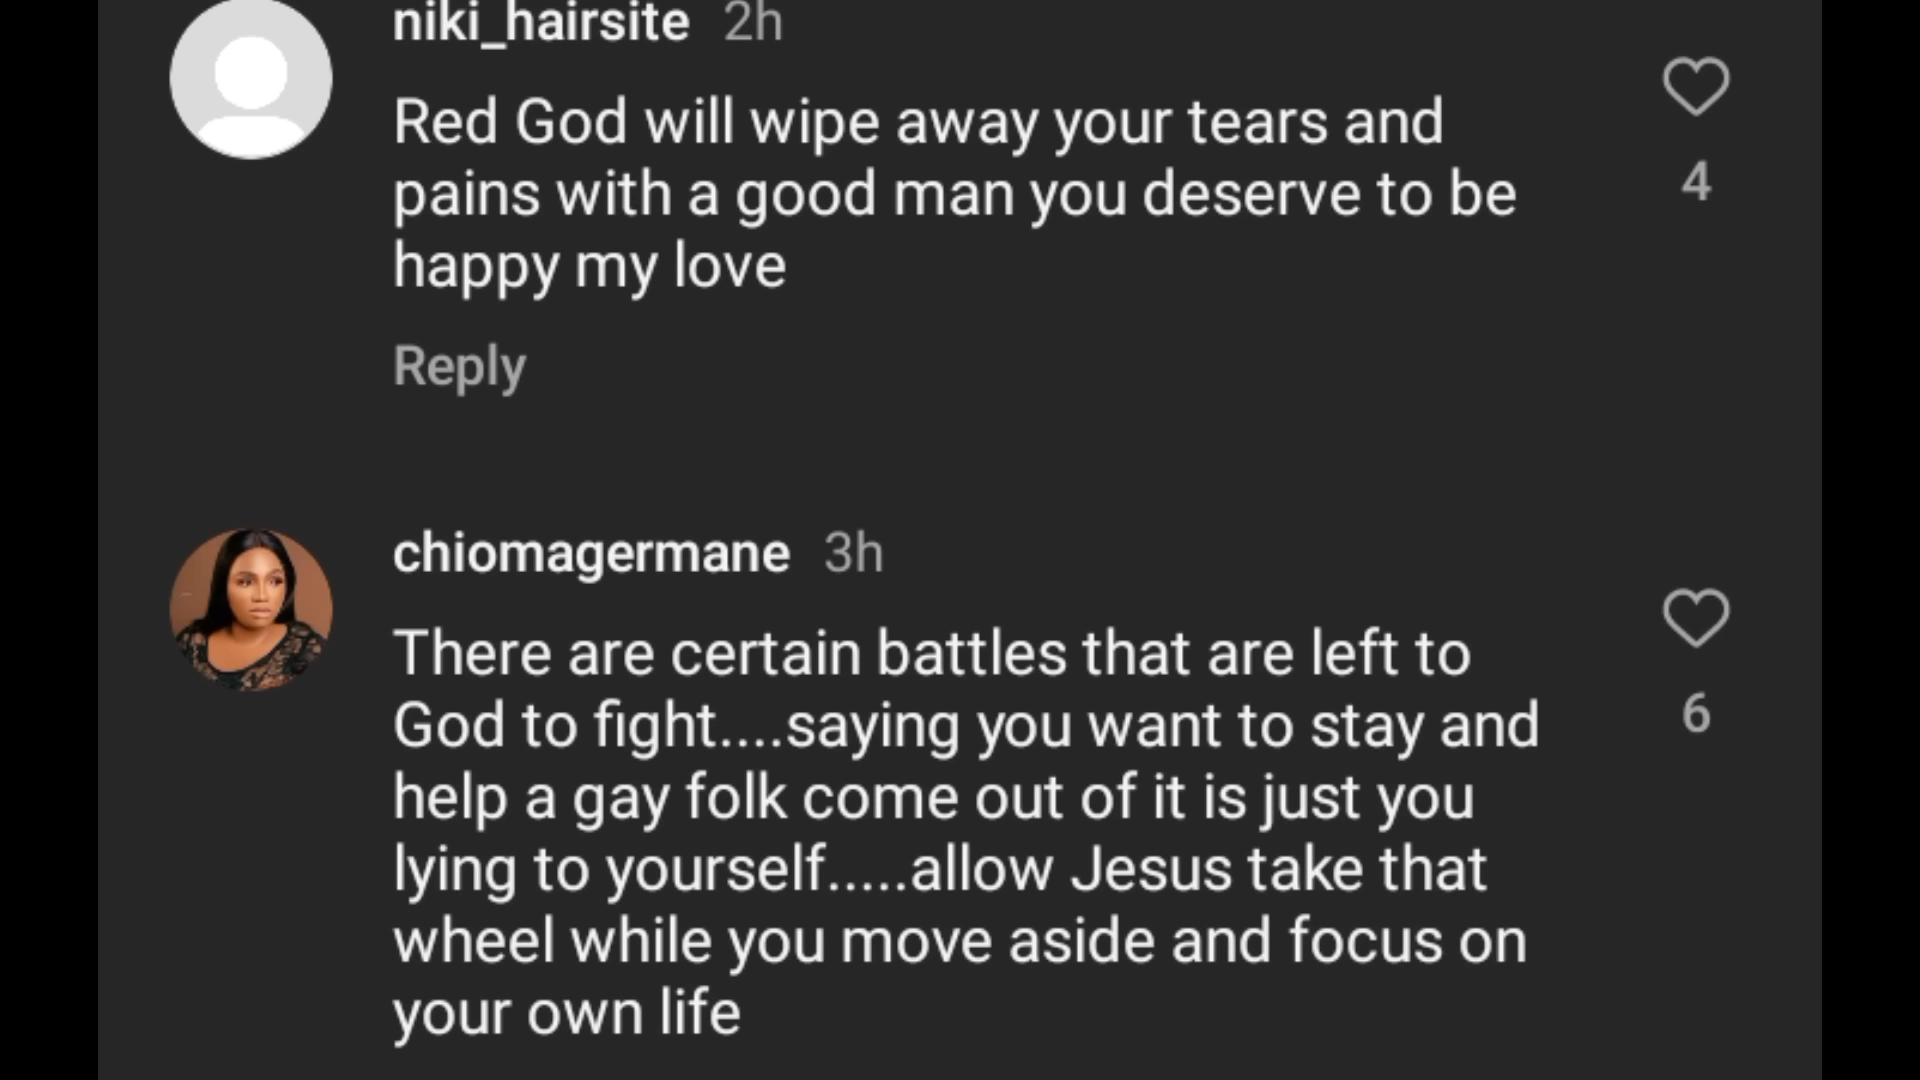 niki_hairsite 2h
Red God will wipe away your tears and
pains with a good man you deserve to be
happy my love
4
Reply
chiomagermane 3h
There are certain battles that are left to
God to fight....saying you want to stay and
help a gay folk come out of it is just you
lying to yourself.....allow Jesus take that
wheel while you move aside and focus on
your own life
6